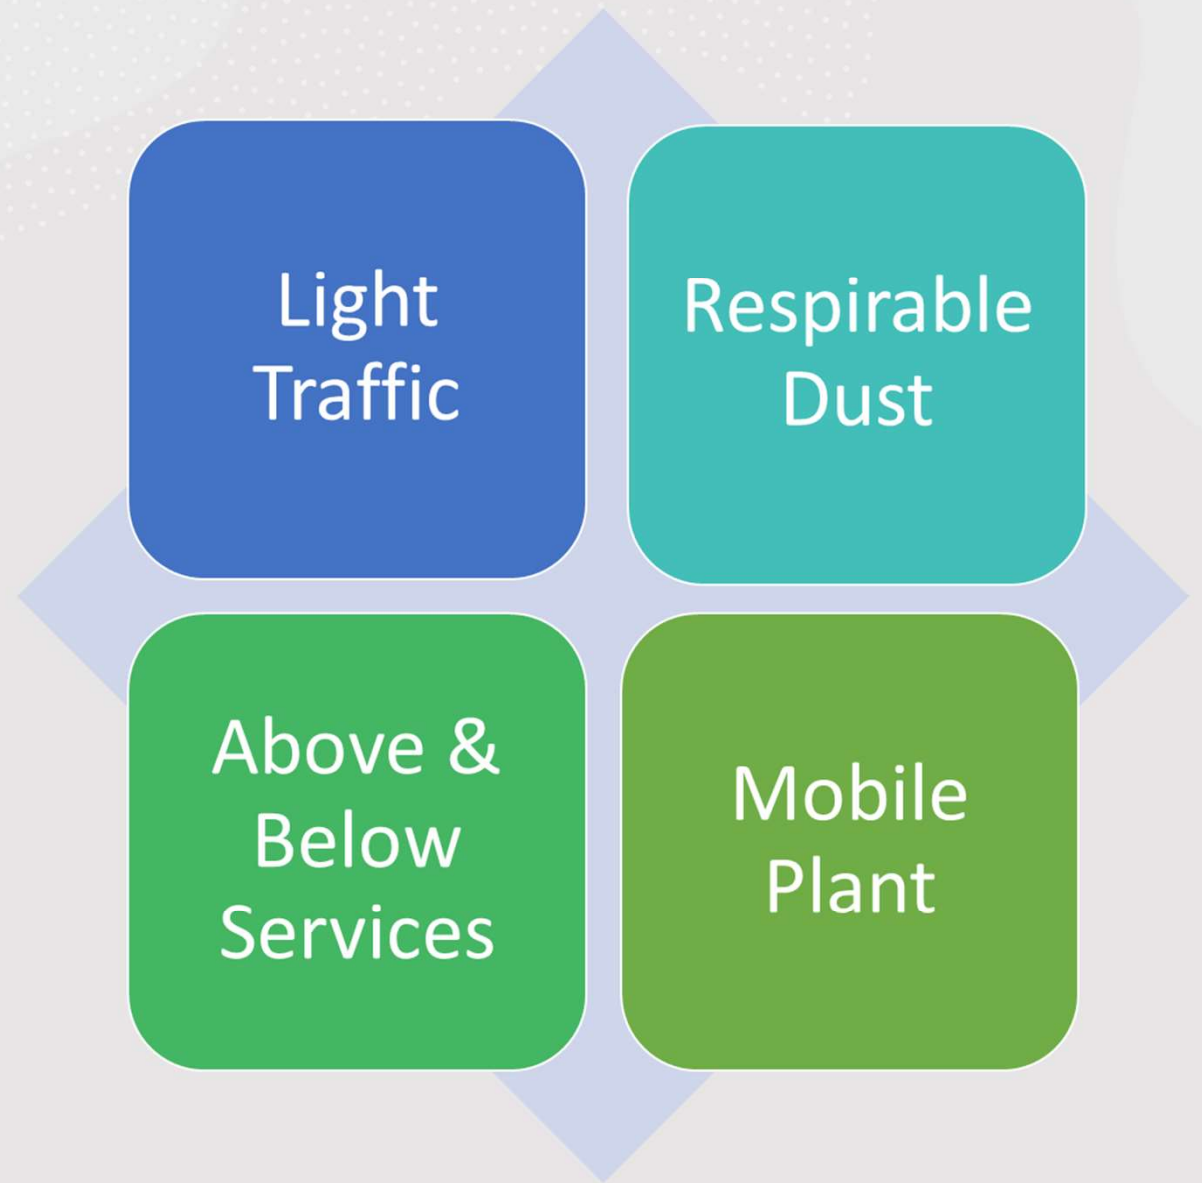 Light
Traffic
Respirable
Dust
Above &
Below
Services
Mobile
Plant